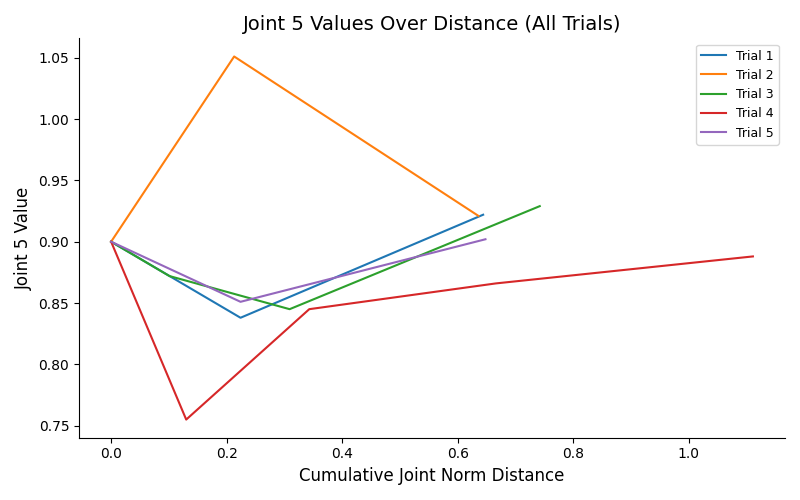 Joint 5 Values Over Distance (All Trials)
Joint 5 Value
1.05
1.00
0.95
0.90
0.85
0.80
0.75
Trial 1
Trial 2
Trial 3
Trial 4
Trial 5
0.0 0.2 0.4 0.6 0.8 1.0
Cumulative Joint Norm Distance